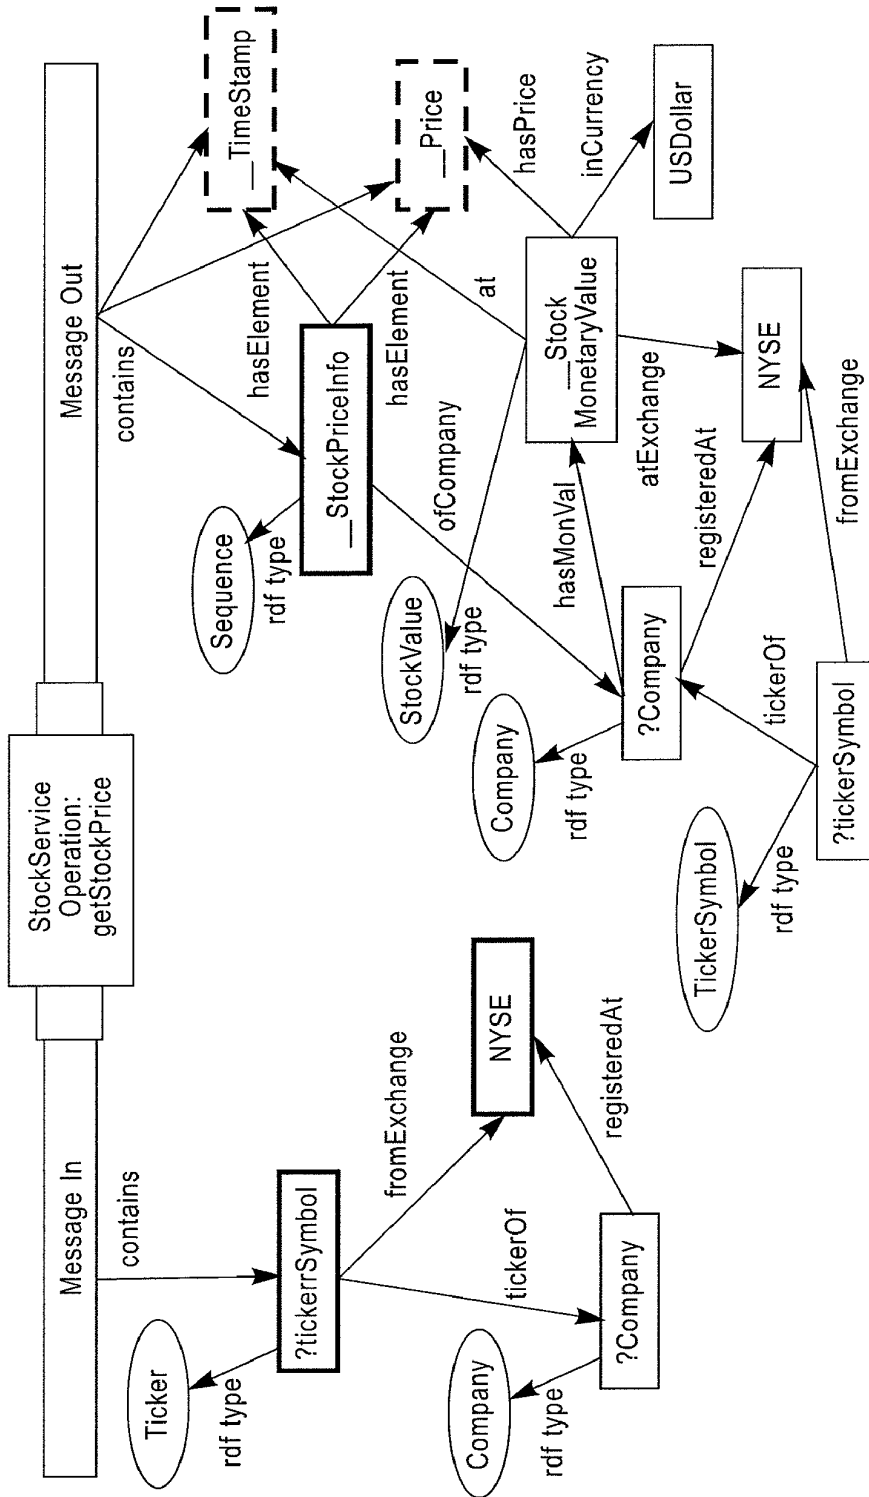 Message In
StockService
Operation:
getStockPrice
Message Out
contains
Ticker
rdf type
?tickerrSymbol
fromExchange
tickerOf
NYSE
registeredAt
Company
rdf type
?Company
contains
Sequence
rdf type
__StockPriceInfo
hasElement
hasElement
__TimeStamp
__Price
ofCompany
at
hasPrice
inCurrency
USDollar
StockValue
rdf type
__Stock
MonetaryValue
hasMonVal
atExchange
Company
rdf type
?Company
registeredAt
NYSE
TickerSymbol
rdf type
tickerOf
?tickerSymbol
fromExchange